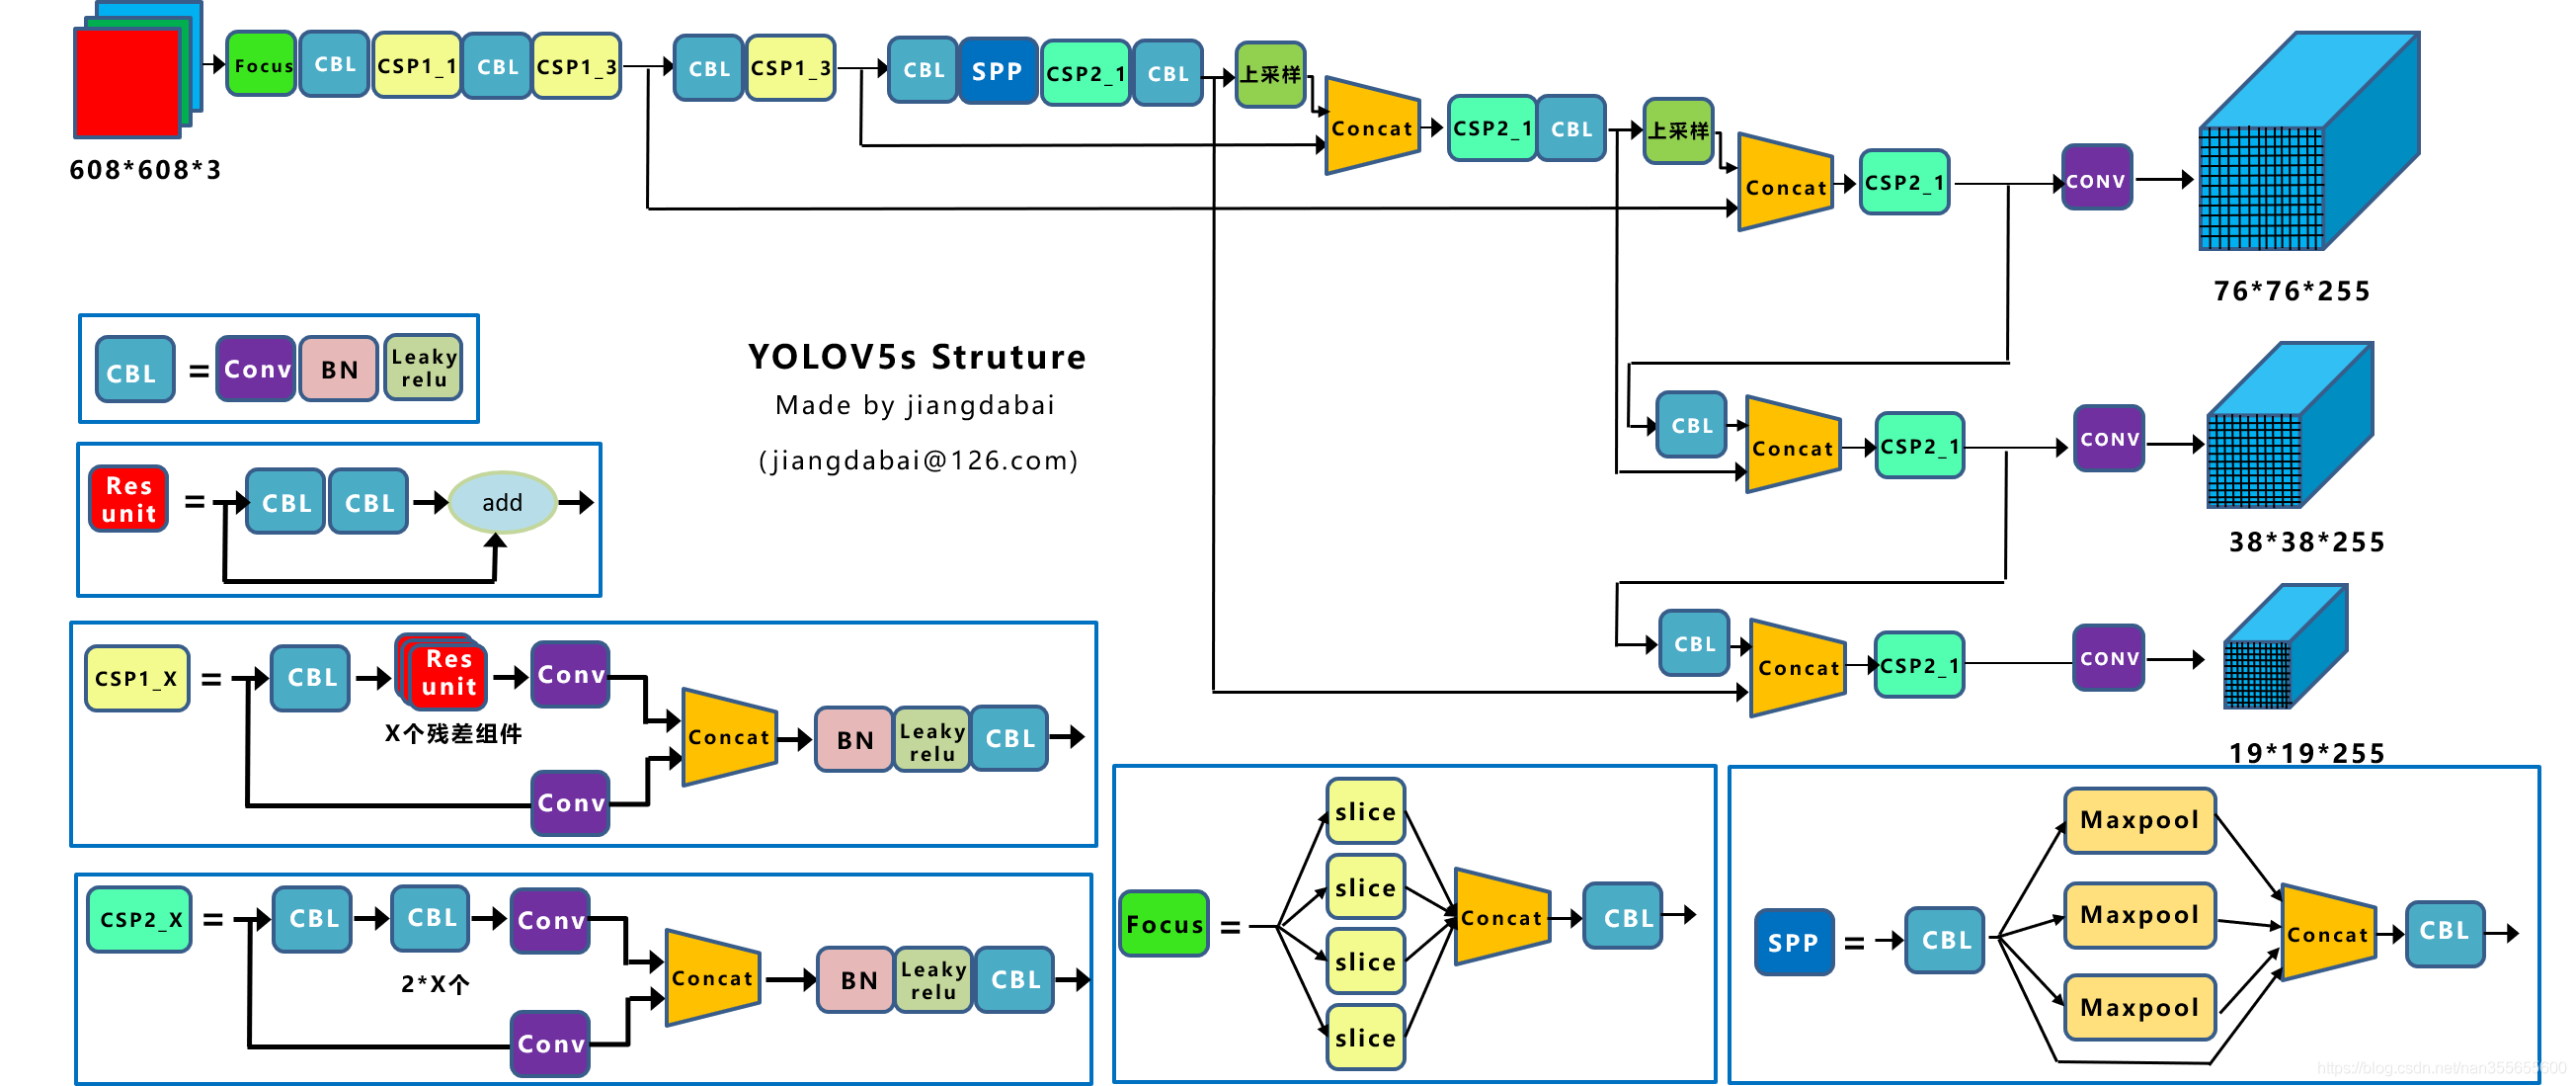 Focus
CBL
CSP1_1
CBL
CSP1_3
CBL
CSP1_3
CBL
SPP
CSP2_1
CBL
上采样
Concat
CSP2_1
CBL
上采样
Concat
CSP2_1
CONV
608*608*3
76*76*255
YOLOV5s Struture
Made by jiangdabai
(jiangdabai@126.com)
CBL
Concat
CSP2_1
CONV
38*38*255
CBL
Concat
CSP2_1
CONV
19*19*255
CBL
=
Conv
BN
Leaky
relu
Res
unit
=
CBL
CBL
add
CSP1_X
=
CBL
Res
unit
Conv
X个残差组件
Conv
Concat
BN
Leaky
relu
CBL
CSP2_X
=
CBL
CBL
Conv
2*X个
Conv
Concat
BN
Leaky
relu
CBL
Focus
=
slice
slice
slice
slice
Concat
CBL
SPP
=
CBL
Maxpool
Maxpool
Maxpool
Concat
CBL
https://blog.csdn.net/nan355655600